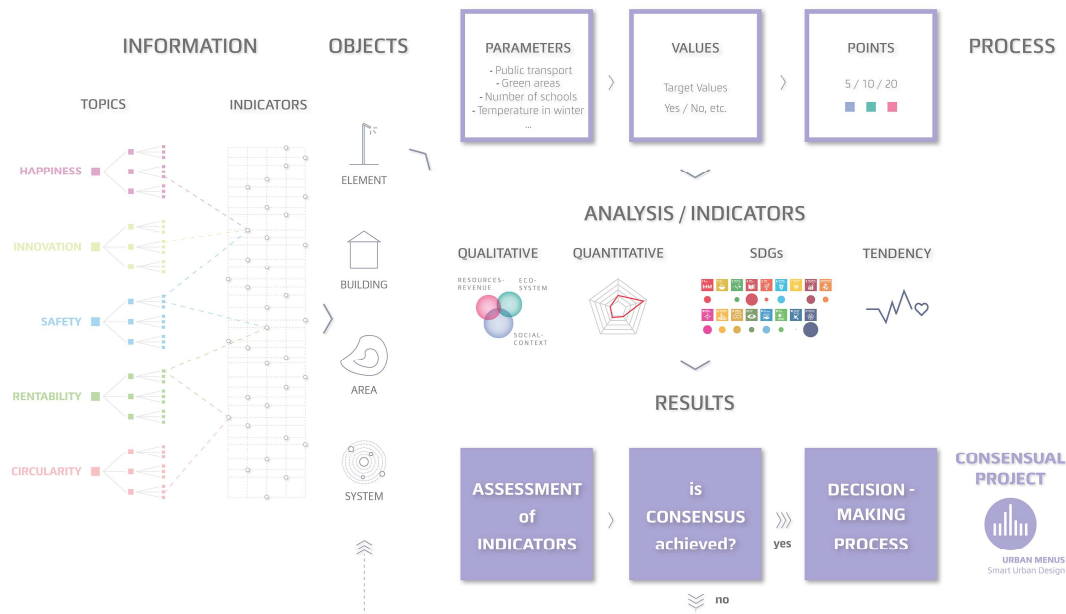 INFORMATION
OBJECTS
TOPICS
INDICATORS
HAPPINESS
INNOVATION
SAFETY
RENTABILITY
CIRCULARITY
ELEMENT
BUILDING
AREA
SYSTEM
PARAMETERS
- Public transport
- Green areas
- Number of schools
- Temperature in winter
...
VALUES
Target Values
Yes / No, etc.
POINTS
5 / 10 / 20
PROCESS
ANALYSIS / INDICATORS
QUALITATIVE
RESOURCES-
REVENUE
ECO-
SYSTEM
SOCIAL-
CONTEXT
QUANTITATIVE
SDGs
TENDENCY
RESULTS
ASSESSMENT
of
INDICATORS
is
CONSENSUS
achieved?
yes
no
DECISION -
MAKING
PROCESS
CONSENSUAL
PROJECT
URBAN MENUS
Smart Urban Design